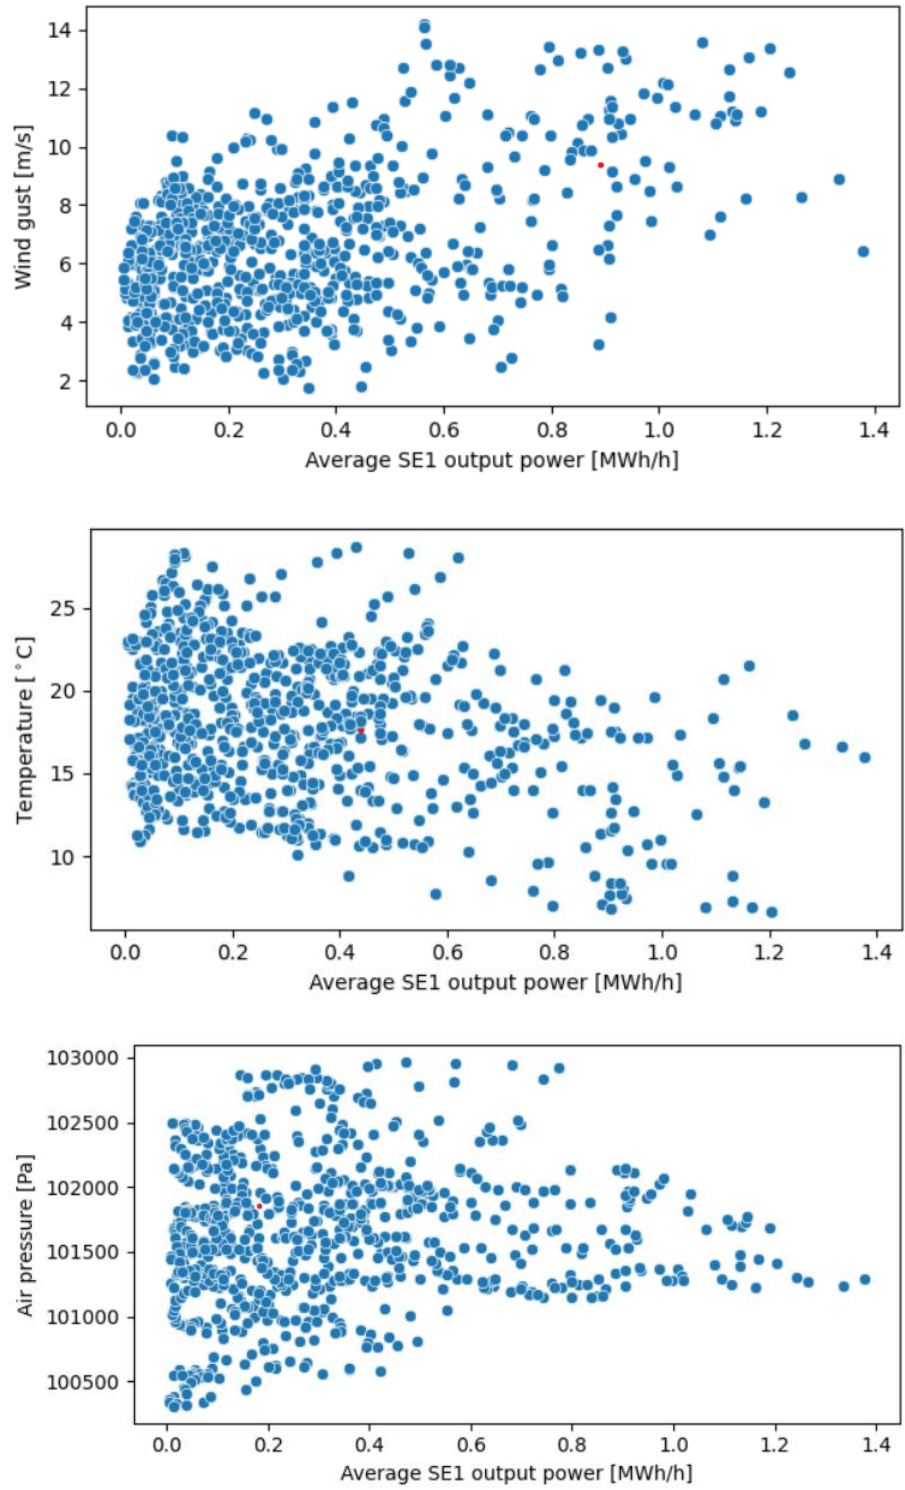 14
12
10
8
6
4
2
Wind gust [m/s]
0.0 0.2 0.4 0.6 0.8 1.0 1.2 1.4
Average SE1 output power [MWh/h]
25
20
15
10
Temperature [°C]
0.0 0.2 0.4 0.6 0.8 1.0 1.2 1.4
Average SE1 output power [MWh/h]
103000
102500
102000
101500
101000
100500
Air pressure [Pa]
0.0 0.2 0.4 0.6 0.8 1.0 1.2 1.4
Average SE1 output power [MWh/h]